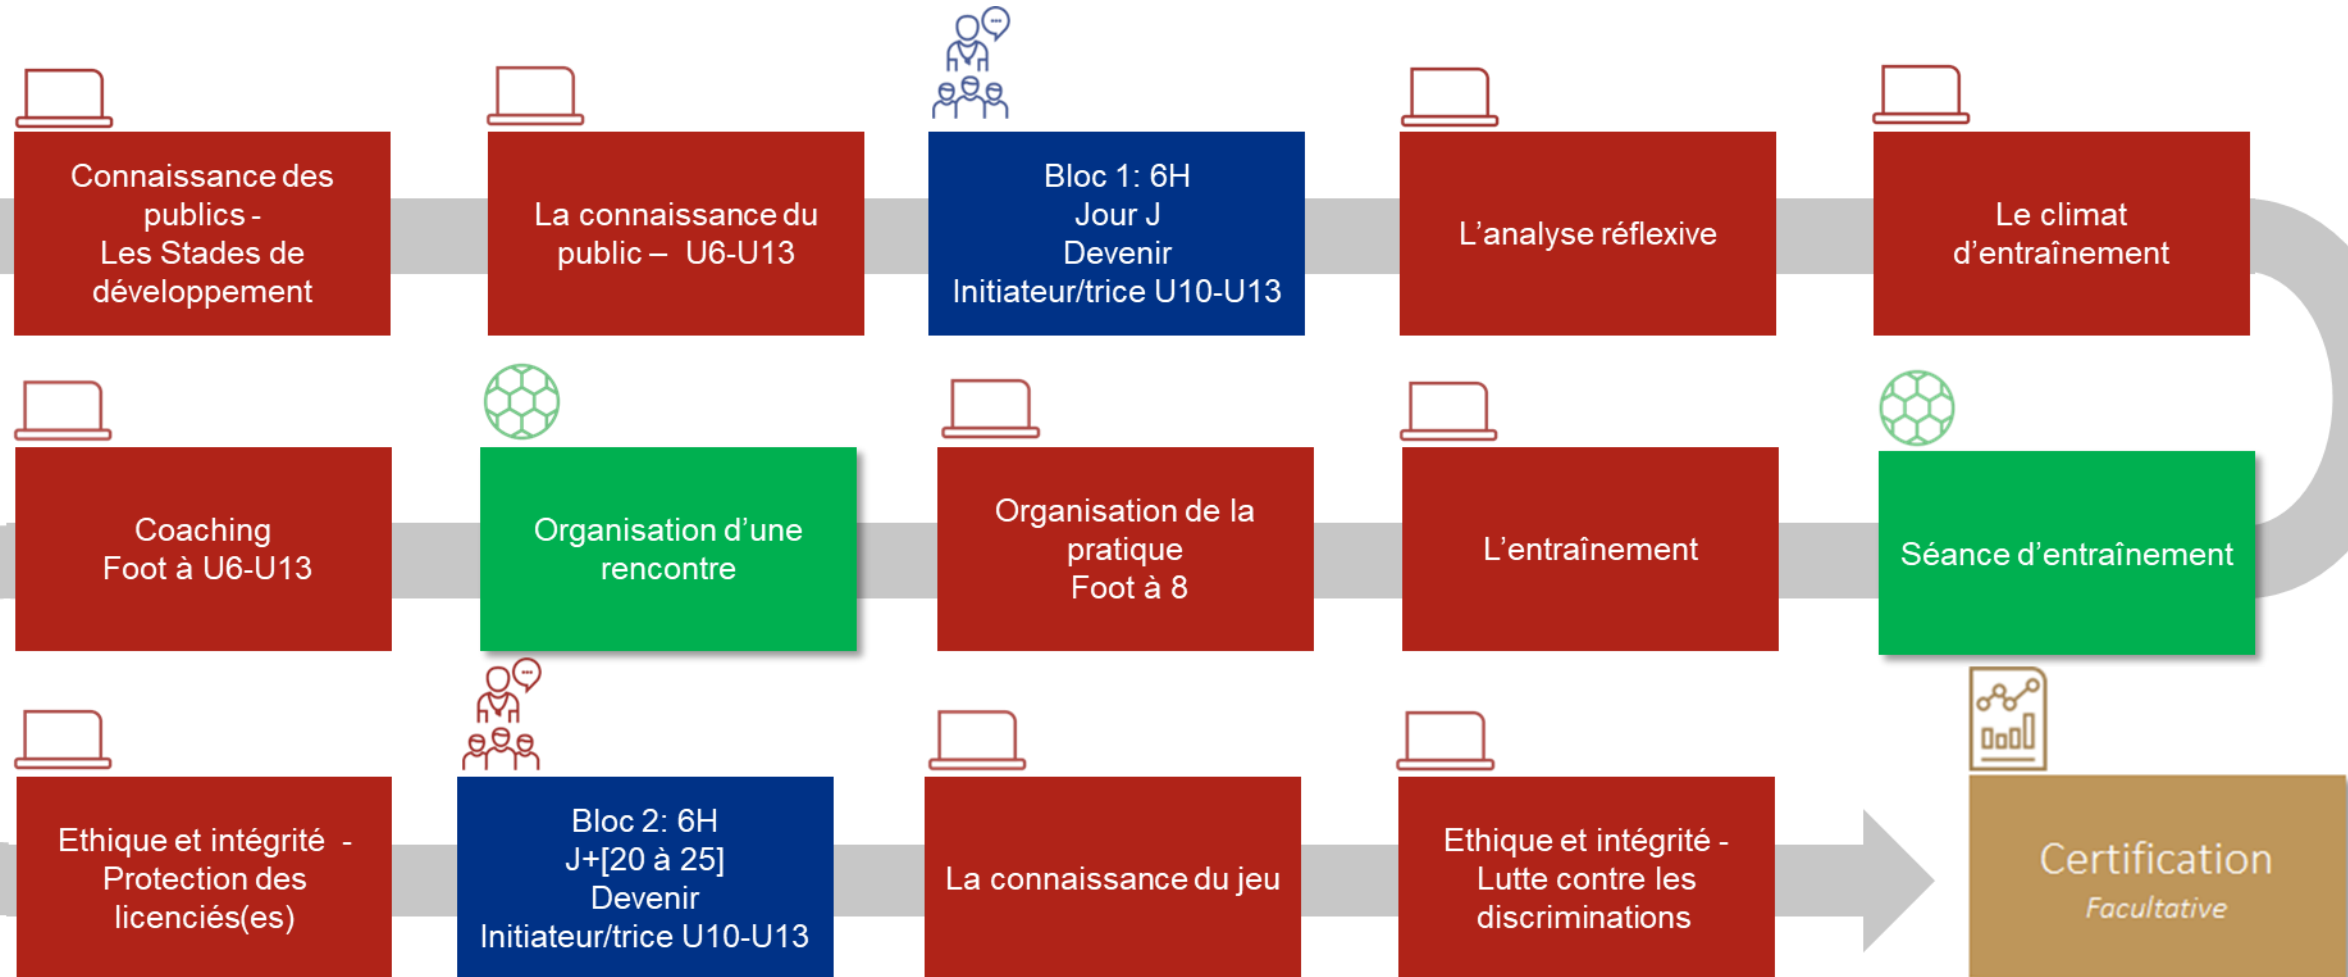 Connaissance des
publics -
Les Stades de
développement
La connaissance du
public – U6-U13
Bloc 1: 6H
Jour J
Devenir
Initiateur/trice U10-U13
L'analyse réflexive
Le climat
d'entraînement
Coaching
Foot à U6-U13
Organisation d'une
rencontre
Organisation de la
pratique
Foot à 8
L'entraînement
Séance d'entraînement
Ethique et intégrité -
Protection des
licenciés(es)
Bloc 2: 6H
J+[20 à 25]
Devenir
Initiateur/trice U10-U13
La connaissance du jeu
Ethique et intégrité -
Lutte contre les
discriminations
Certification
Facultative